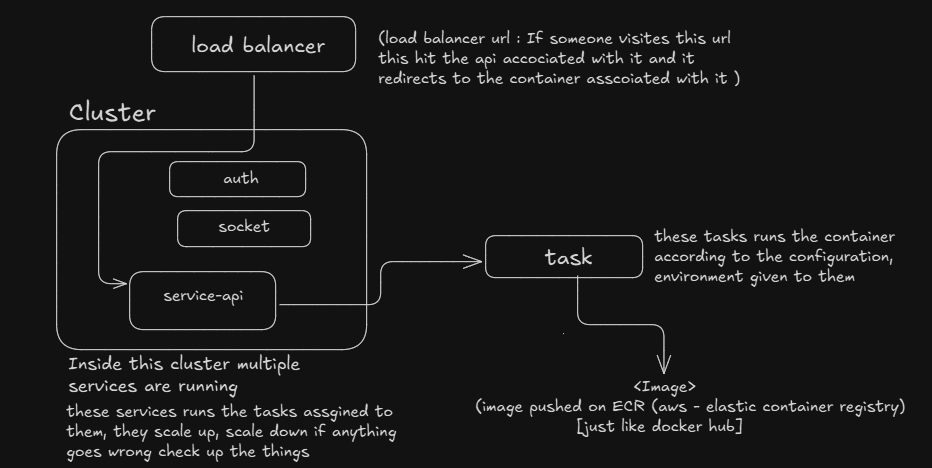 load balancer
(load balancer url : If someone visites this url
this hit the api accociated with it and it
redirects to the container asscoiated with it )
Cluster
auth
socket
service-api
task
these tasks runs the container
according to the configuration,
environment given to them
Inside this cluster multiple
services are running
these services runs the tasks assgined to
them, they scale up, scale down if anything
goes wrong check up the things
<Image>
(image pushed on ECR (aws - elastic container registry)
[just like docker hub]